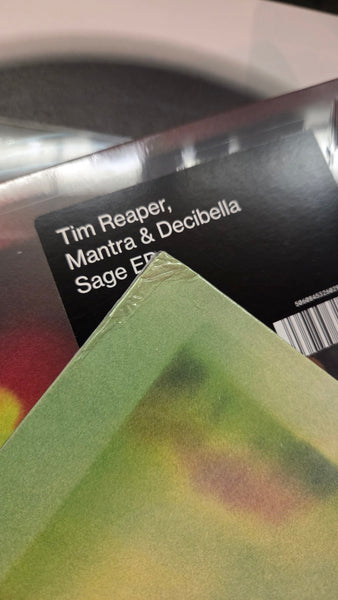 Tim Reaper,
Mantra & Decibella
Sage EP